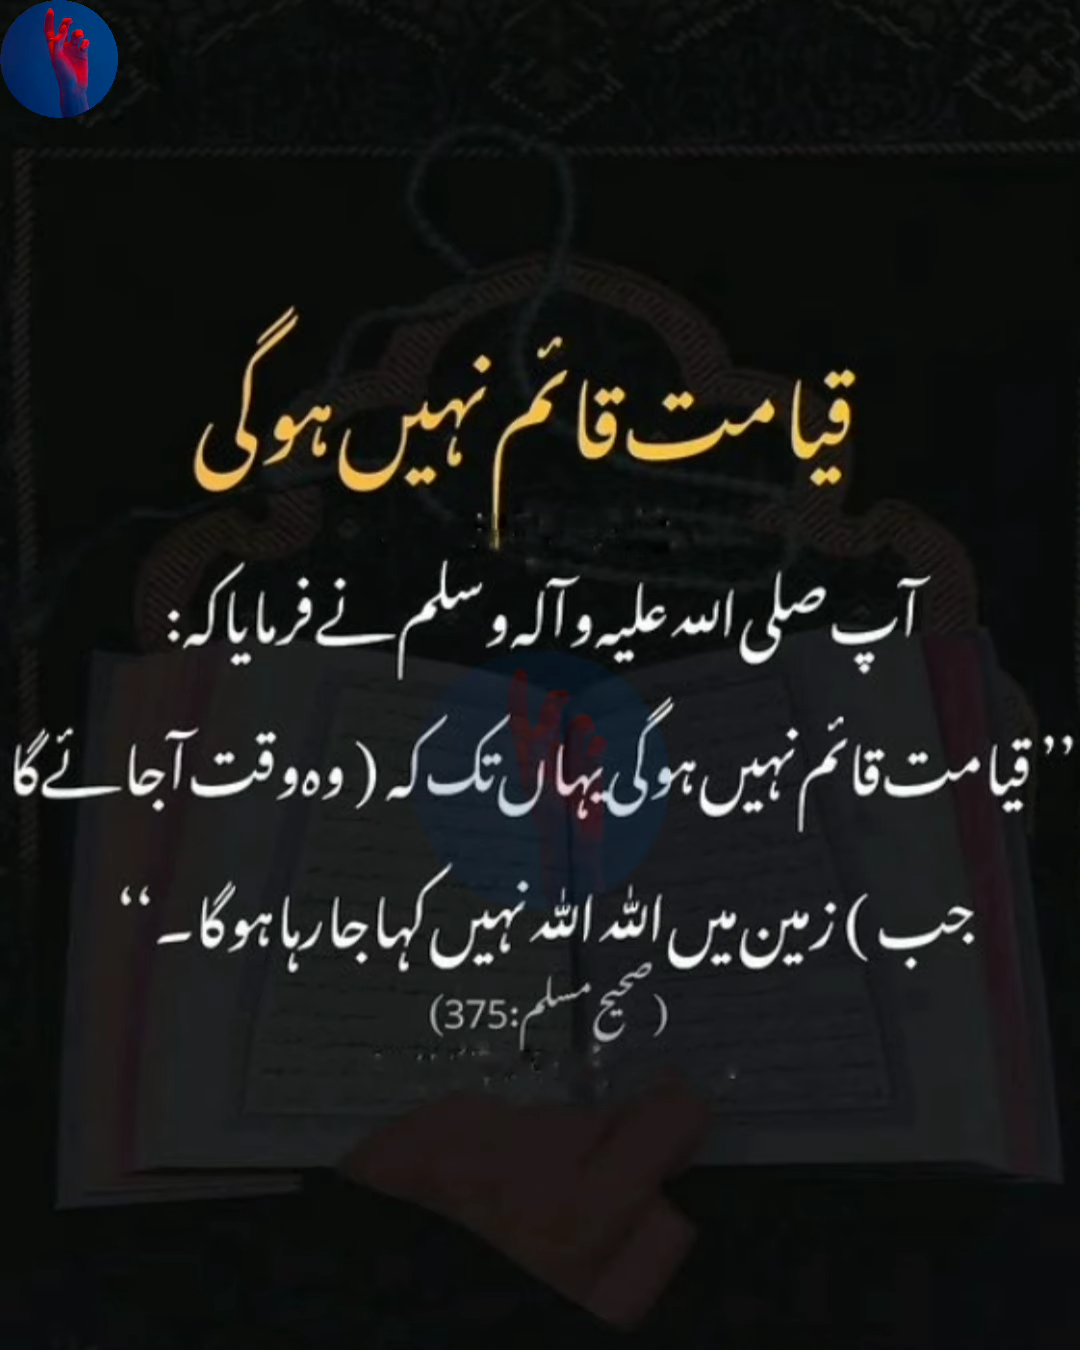 قیامت قائم نہیں ہوگی
آپ صلی اللہ علیہ وآلہ وسلم نے فرمایا کہ:
”قیامت قائم نہیں ہوگی یہاں تک کہ ( وہ وقت آجائے گا
جب ) زمین میں اللہ اللہ نہیں کہا جا رہا ہوگا۔“
(صحیح مسلم:375)